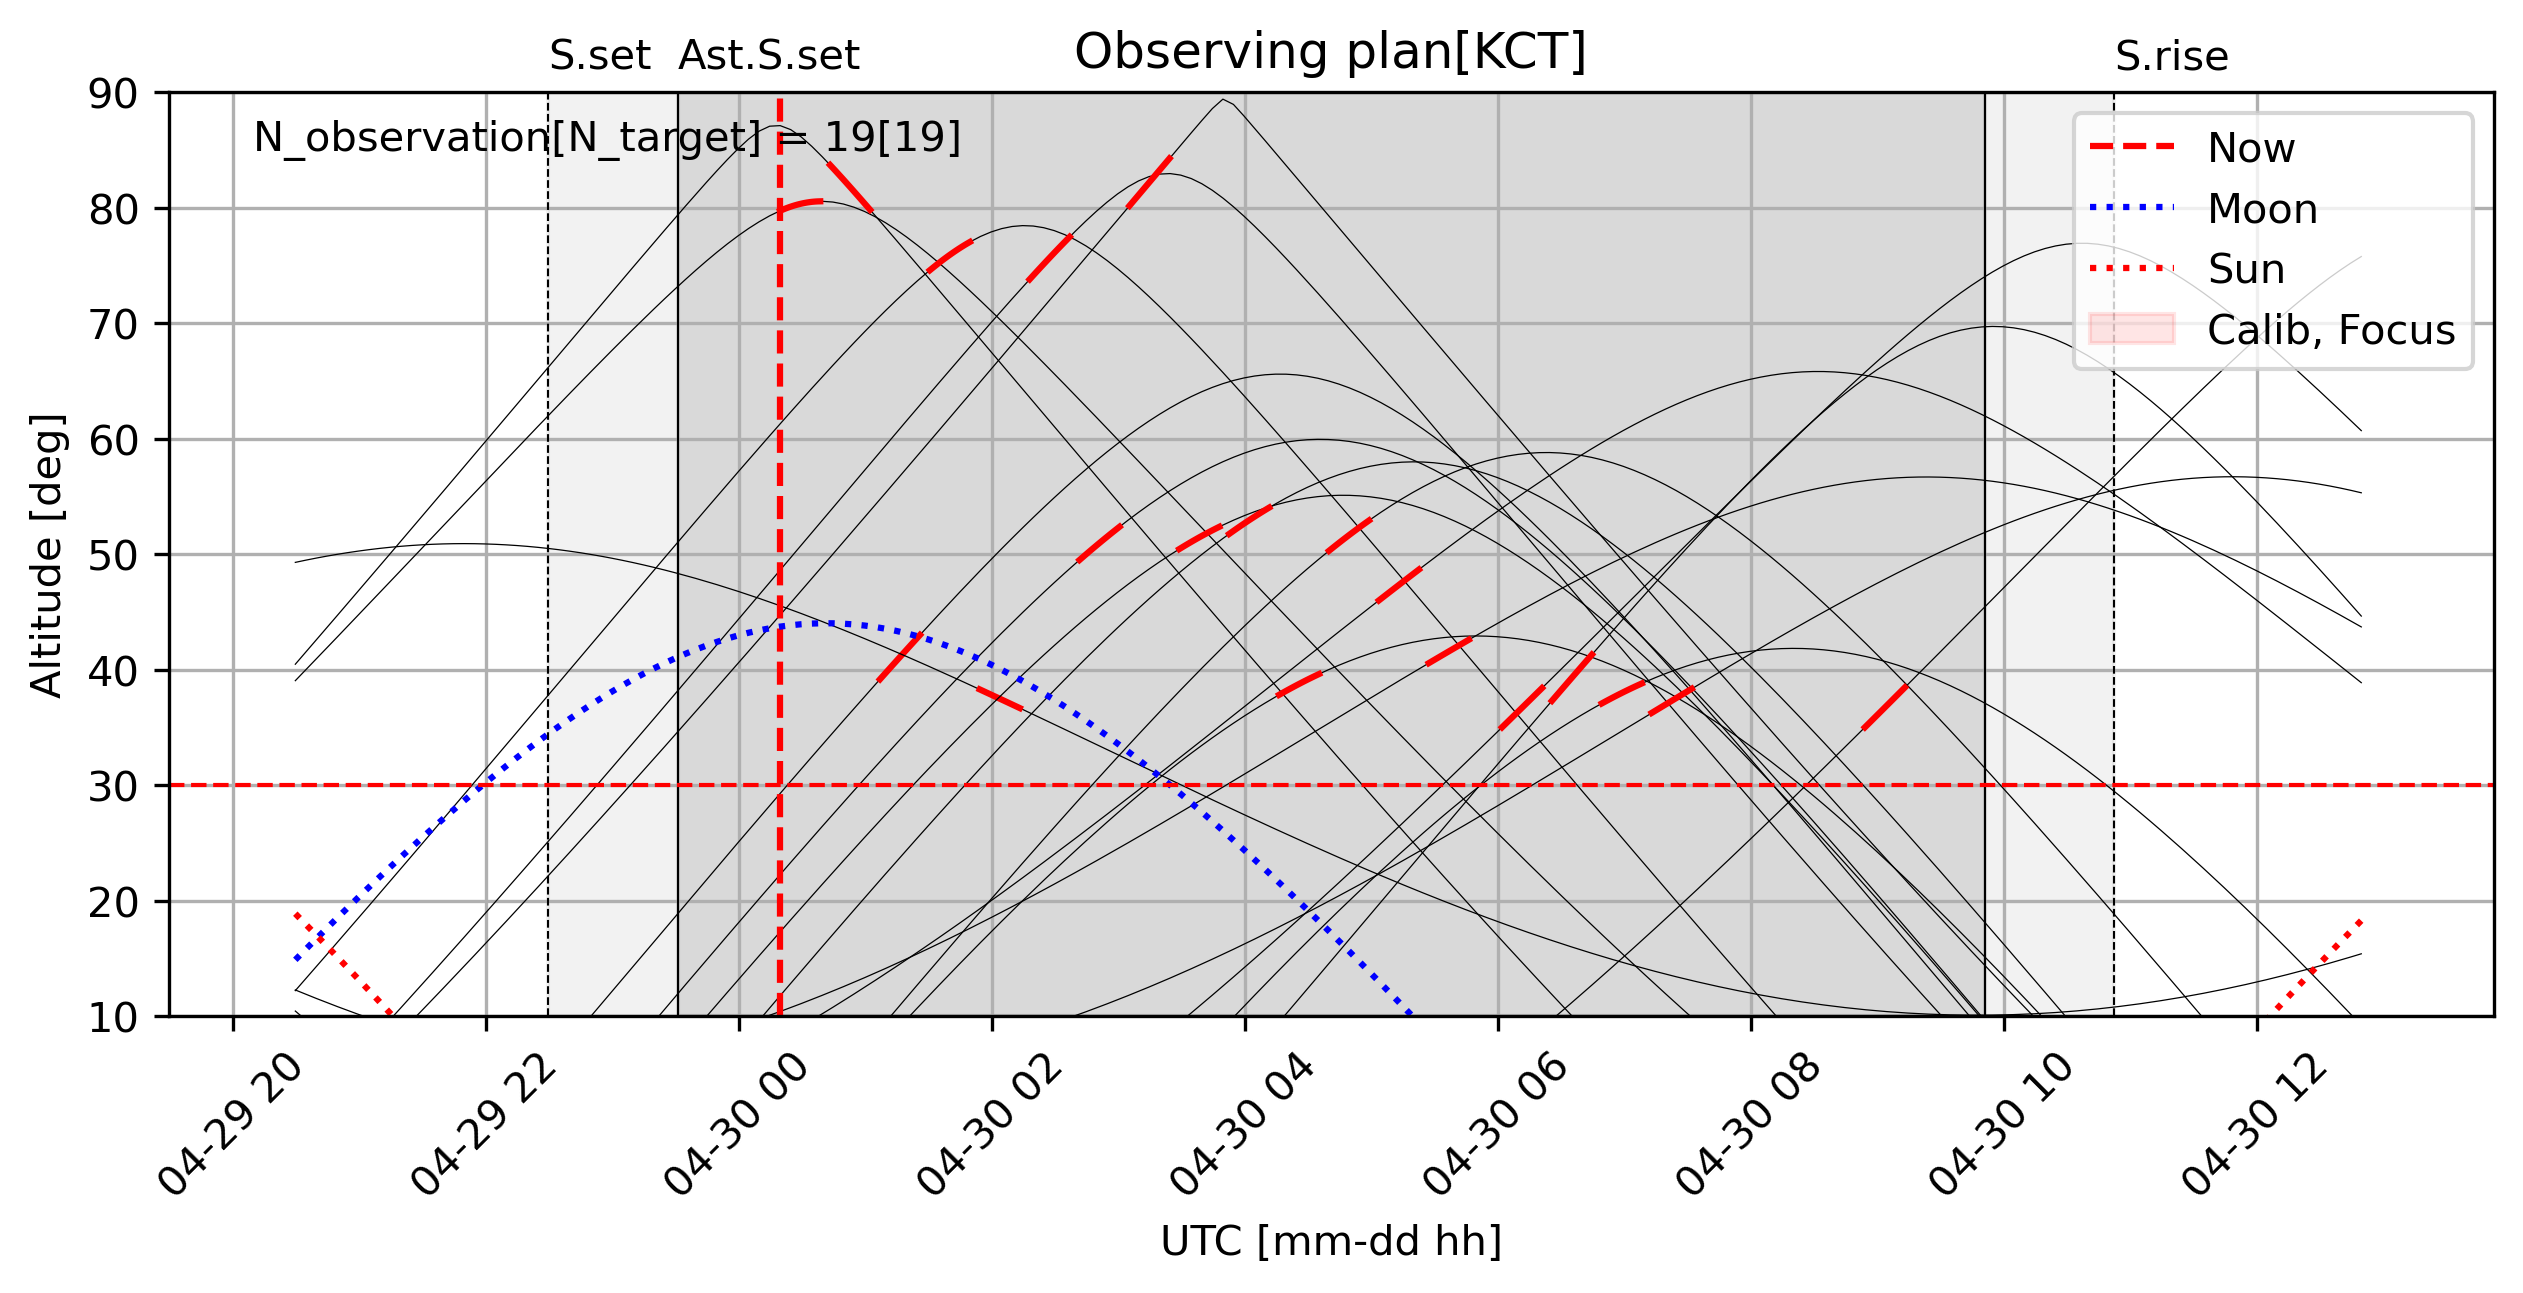 Observing plan[KCT]
S.set
Ast.S.set
S.rise
N_observation[N_target] = 19[19]
Now
Moon
Sun
Calib, Focus
Altitude [deg]
90
80
70
60
50
40
30
20
10
04-29 20
04-29 22
04-30 00
04-30 02
04-30 04
04-30 06
04-30 08
04-30 10
04-30 12
UTC [mm-dd hh]